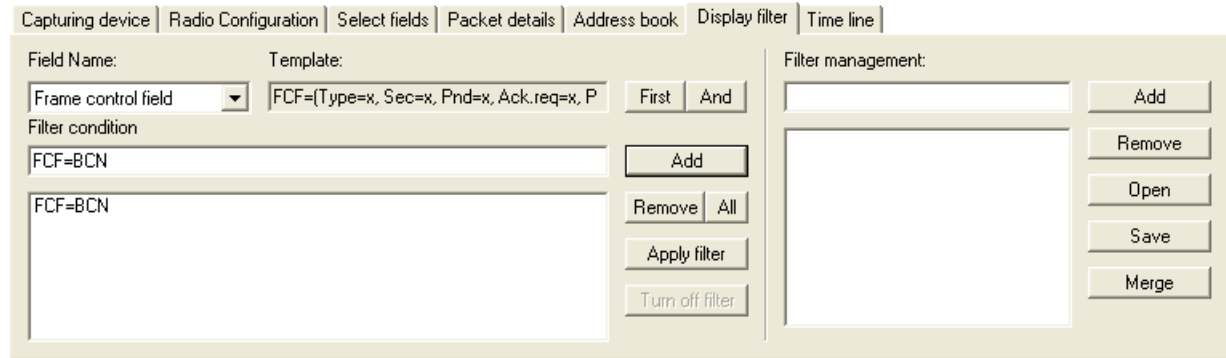 Capturing device Radio Configuration Select fields Packet details Address book Display filter Time line
Field Name: Template: Filter management:
Frame control field FCF=(Type=x, Sec=x, Pnd=x, Ack.req=x, P First And Add
Filter condition
Remove
FCF=BCN Add
Open
FCF=BCN Remove All
Save
Apply filter
Merge
Turn off filter